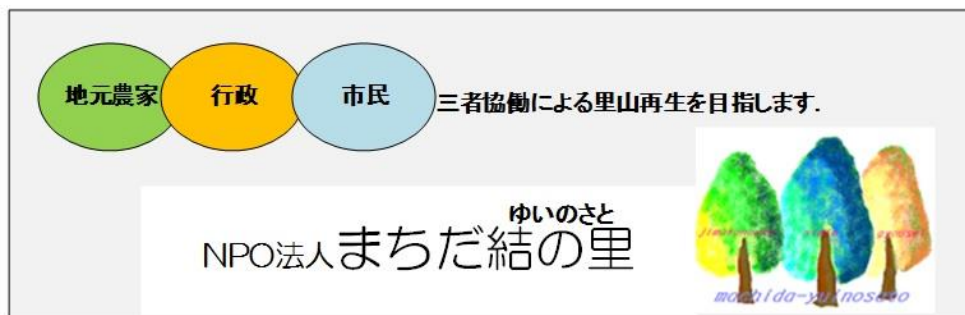 地元農家
行政
市民
三者協働による里山再生を目指します.
ゆいのさと
NPO法人まちだ結の里
machida-yuinosato